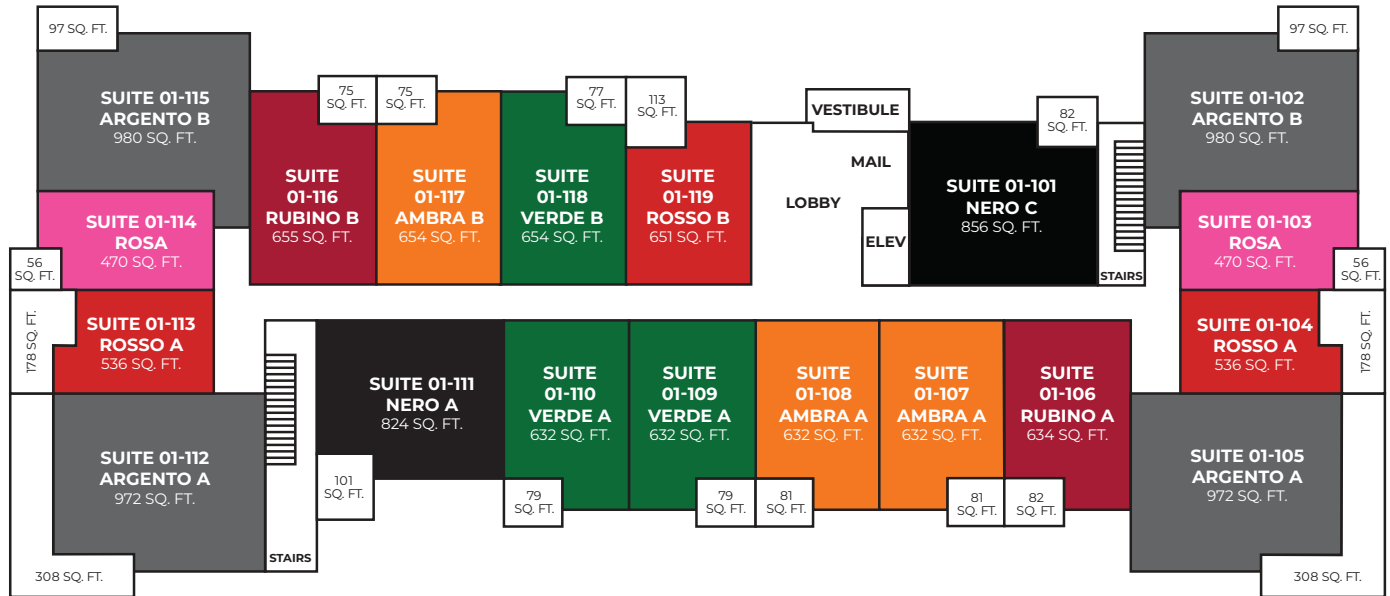 97 SQ. FT.
SUITE 01-115
ARGENTO B
980 SQ. FT.
75
SQ. FT.
75
SQ. FT.
77
SQ. FT.
113
SQ. FT.
VESTIBULE
82
SQ. FT.
97 SQ. FT.
SUITE 01-102
ARGENTO B
980 SQ. FT.
SUITE
01-116
RUBINO B
655 SQ. FT.
SUITE
01-117
AMBRA B
654 SQ. FT.
SUITE
01-118
VERDE B
654 SQ. FT.
SUITE
01-119
ROSSO B
651 SQ. FT.
MAIL
LOBBY
ELEV
SUITE 01-101
NERO C
856 SQ. FT.
STAIRS
SUITE 01-114
ROSA
470 SQ. FT.
SUITE 01-103
ROSA
470 SQ. FT.
56
SQ. FT.
56
SQ. FT.
178 SQ. FT.
SUITE 01-113
ROSSO A
536 SQ. FT.
SUITE 01-104
ROSSO A
536 SQ. FT.
178 SQ. FT.
SUITE 01-111
NERO A
824 SQ. FT.
SUITE
01-110
VERDE A
632 SQ. FT.
SUITE
01-109
VERDE A
632 SQ. FT.
SUITE
01-108
AMBRA A
632 SQ. FT.
SUITE
01-107
AMBRA A
632 SQ. FT.
SUITE
01-106
RUBINO A
634 SQ. FT.
SUITE 01-112
ARGENTO A
972 SQ. FT.
SUITE 01-105
ARGENTO A
972 SQ. FT.
101
SQ. FT.
79
SQ. FT.
79
SQ. FT.
81
SQ. FT.
81
SQ. FT.
82
SQ. FT.
STAIRS
308 SQ. FT.
308 SQ. FT.